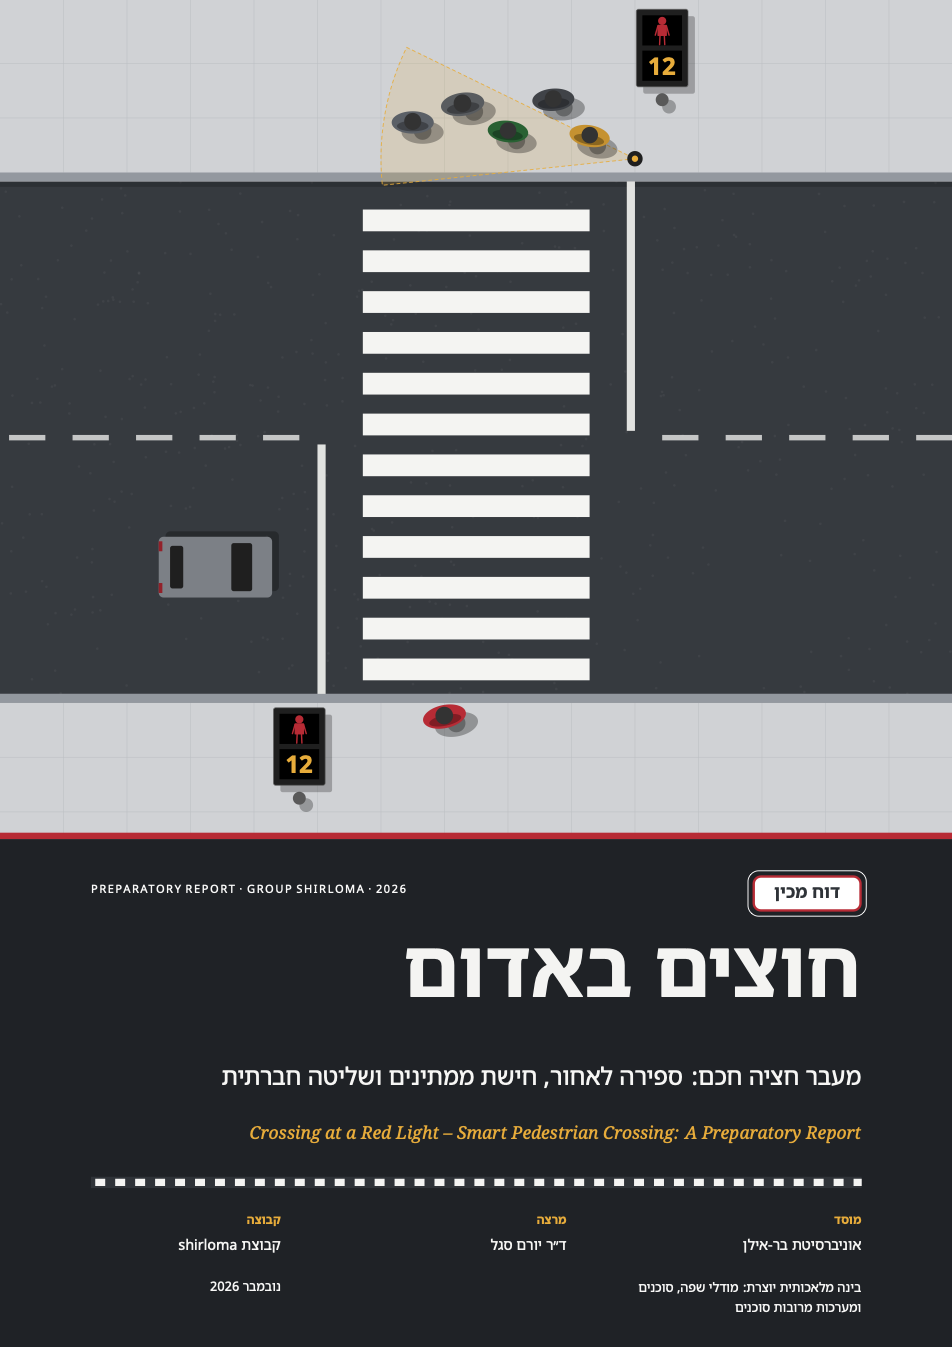 12
12
PREPARATORY REPORT · GROUP SHIRLOMA · 2026
דוח מכין
חוצים באדום
מעבר חציה חכם: ספירה לאחור, חישת ממתינים ושליטה חברתית
Crossing at a Red Light – Smart Pedestrian Crossing: A Preparatory Report
מוסד
אוניברסיטת בר-אילן
בינה מלאכותית יוצרת: מודלי שפה, סוכנים
ומערכות מרובות סוכנים
מרצה
ד״ר יורם סגל
קבוצה
קבוצת shirloma
נובמבר 2026